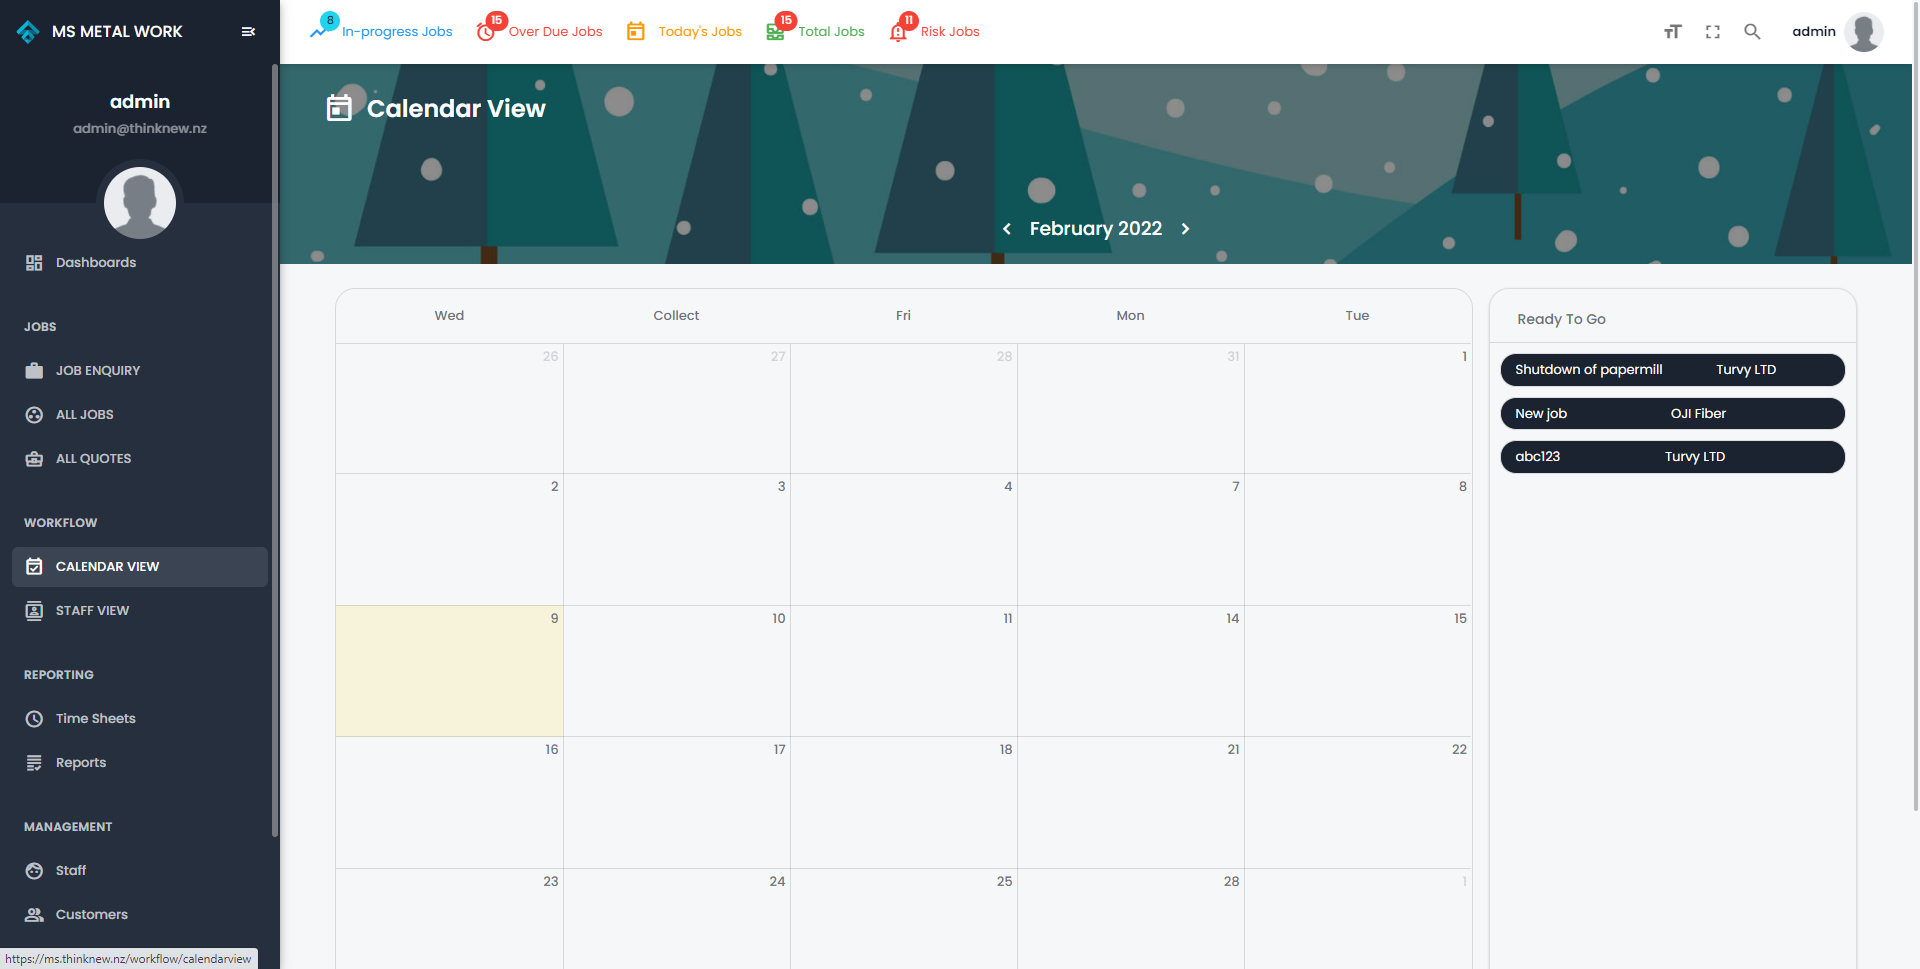 MS METAL WORK
8 In-progress Jobs
15 Over Due Jobs
Today's Jobs
15 Total Jobs
11 Risk Jobs
admin
admin
admin@thinknew.nz
Dashboards
JOBS
JOB ENQUIRY
ALL JOBS
ALL QUOTES
WORKFLOW
CALENDAR VIEW
STAFF VIEW
REPORTING
Time Sheets
Reports
MANAGEMENT
Staff
Customers
https://ms.thinknew.nz/workflow/calendarview
Calendar View
February 2022
Wed Collect Fri Mon Tue
26 27 28 31 1
2 3 4 7 8
9 10 11 14 15
16 17 18 21 22
23 24 25 28 1
Ready To Go
Shutdown of papermill Turvy LTD
New job OJI Fiber
abc123 Turvy LTD